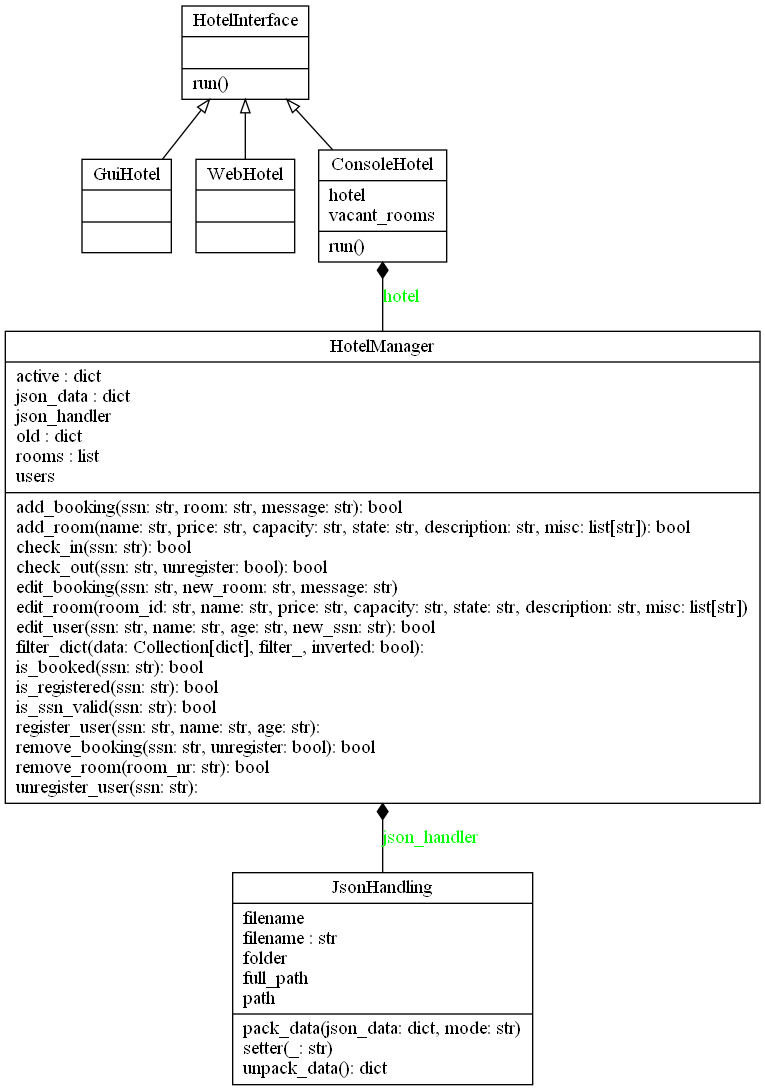 HotelInterface
run()
GuiHotel
WebHotel
ConsoleHotel
hotel
vacant_rooms
run()
hotel
HotelManager
active : dict
json_data : dict
json_handler
old : dict
rooms : list
users
add_booking(ssn: str, room: str, message: str): bool
add_room(name: str, price: str, capacity: str, state: str, description: str, misc: list[str]): bool
check_in(ssn: str): bool
check_out(ssn: str, unregister: bool): bool
edit_booking(ssn: str, new_room: str, message: str)
edit_room(room_id: str, name: str, price: str, capacity: str, state: str, description: str, misc: list[str])
edit_user(ssn: str, name: str, age: str, new_ssn: str): bool
filter_dict(data: Collection[dict], filter_, inverted: bool):
is_booked(ssn: str): bool
is_registered(ssn: str): bool
is_ssn_valid(ssn: str): bool
register_user(ssn: str, name: str, age: str):
remove_booking(ssn: str, unregister: bool): bool
remove_room(room_nr: str): bool
unregister_user(ssn: str):
json_handler
JsonHandling
filename
filename : str
folder
full_path
path
pack_data(json_data: dict, mode: str)
setter(_: str)
unpack_data(): dict